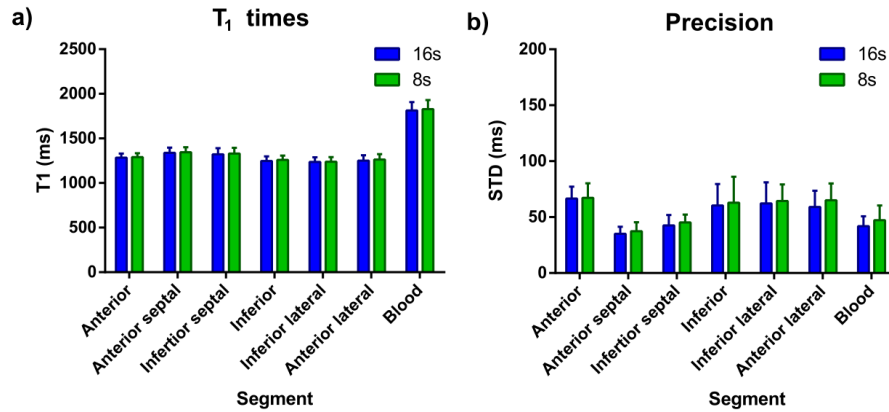 a)
T₁ times
16s
8s
2500
2000
1500
1000
500
0
T1 (ms)
Anterior
Anterior septal
Infertior septal
Inferior
Inferior lateral
Anterior lateral
Blood
Segment
b)
Precision
16s
8s
200
150
100
50
0
STD (ms)
Anterior
Anterior septal
Infertior septal
Inferior
Inferior lateral
Anterior lateral
Blood
Segment